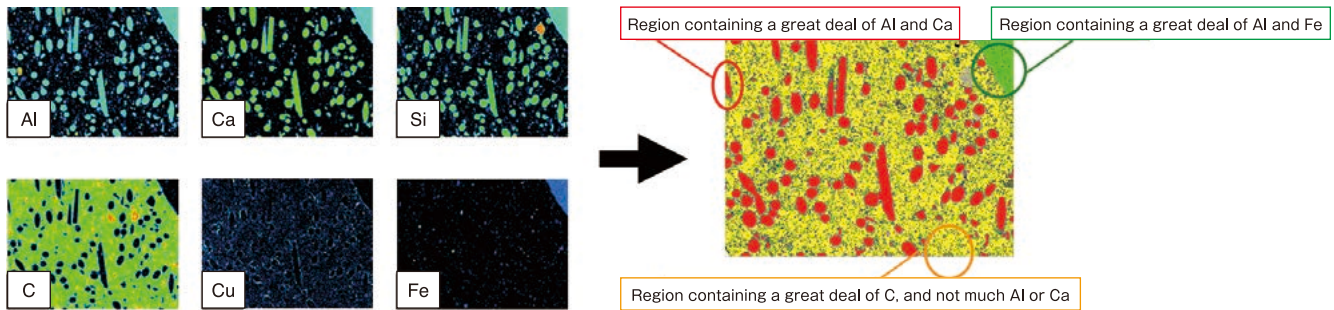 Region containing a great deal of Al and Ca
Region containing a great deal of Al and Fe
Al
Ca
Si
C
Cu
Fe
Region containing a great deal of C, and not much Al or Ca